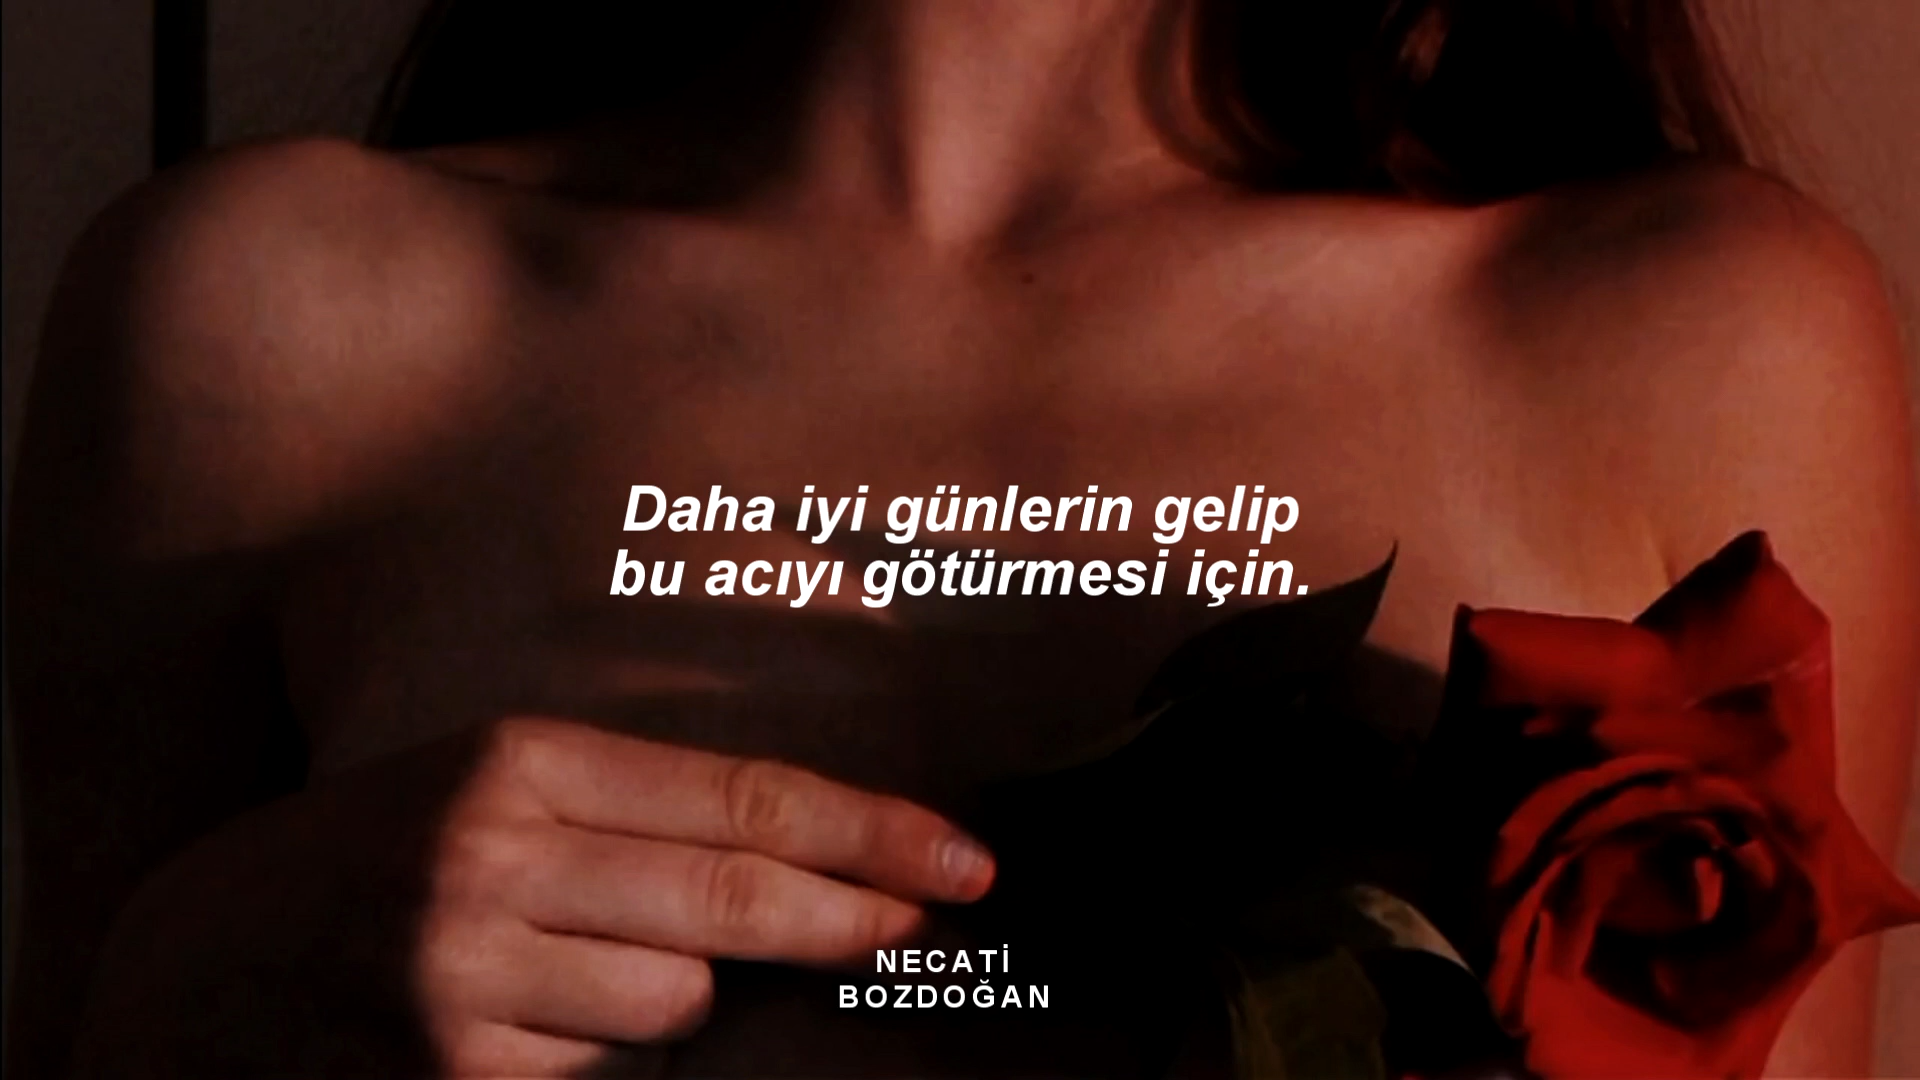 Daha iyi günlerin gelip
bu acıyı götürmesi için.
NECATİ
BOZDOĞAN